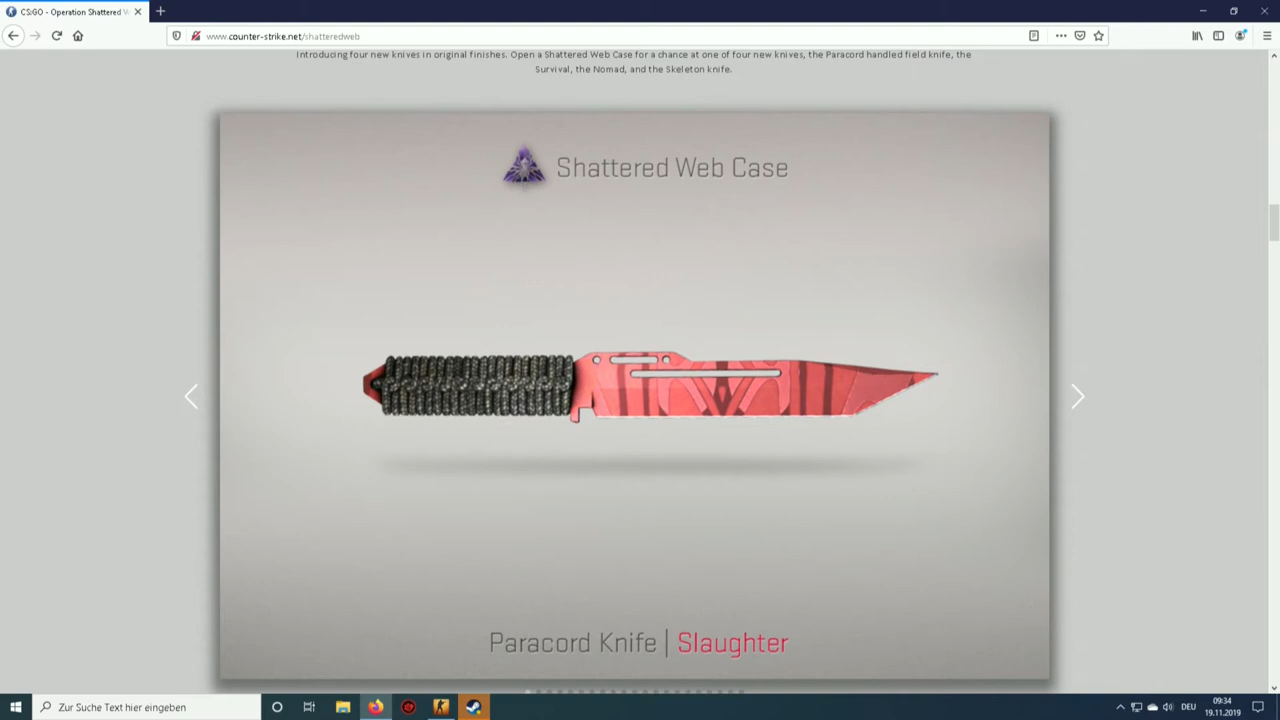 CS:GO - Operation Shattered W
www.counter-strike.net/shatteredweb
Introducing four new knives in original finishes. Open a Shattered Web Case for a chance at one of four new knives, the Paracord handled field knife, the
Survival, the Nomad, and the Skeleton knife.
Shattered Web Case
Paracord Knife | Slaughter
Zur Suche Text hier eingeben
DEU
09:34
19.11.2019